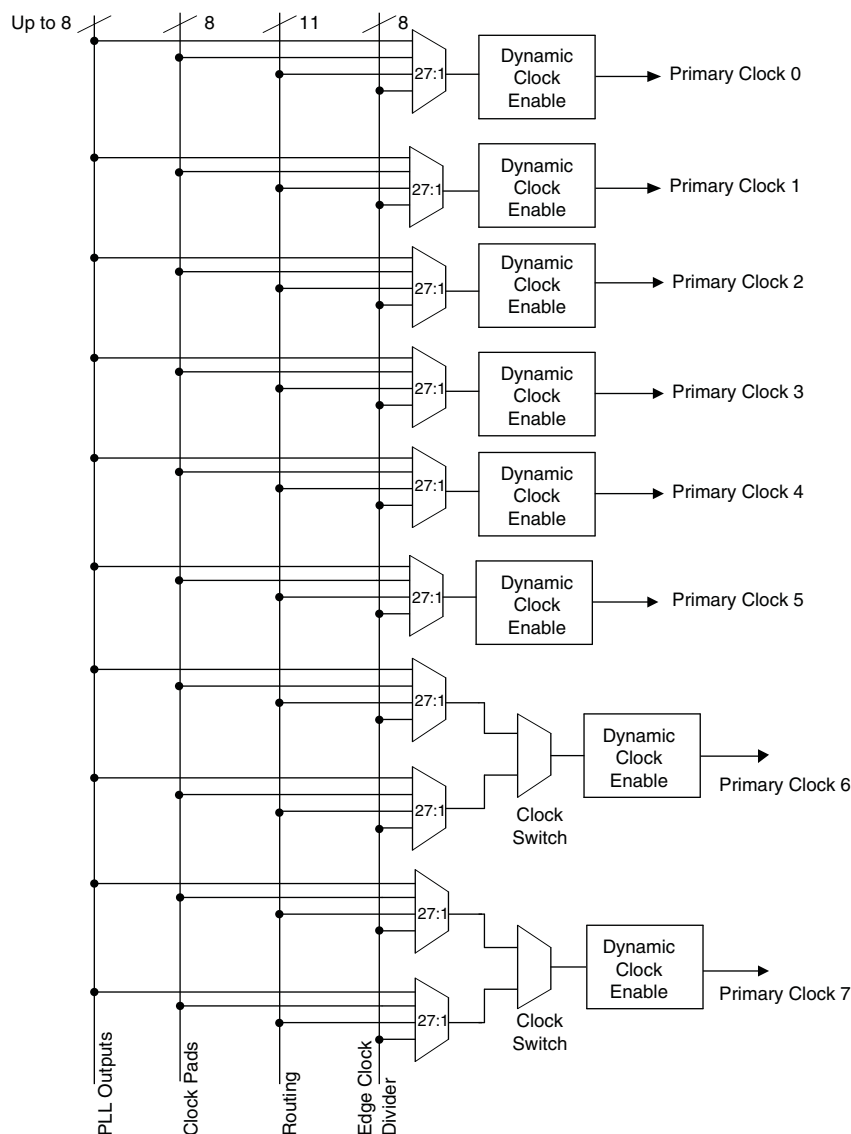 Up to 8
8
11
8
27:1
Dynamic
Clock
Enable
Primary Clock 0
27:1
Dynamic
Clock
Enable
Primary Clock 1
27:1
Dynamic
Clock
Enable
Primary Clock 2
27:1
Dynamic
Clock
Enable
Primary Clock 3
27:1
Dynamic
Clock
Enable
Primary Clock 4
27:1
Dynamic
Clock
Enable
Primary Clock 5
27:1
27:1
Clock
Switch
Dynamic
Clock
Enable
Primary Clock 6
27:1
27:1
Clock
Switch
Dynamic
Clock
Enable
Primary Clock 7
PLL Outputs
Clock Pads
Routing
Edge Clock
Divider